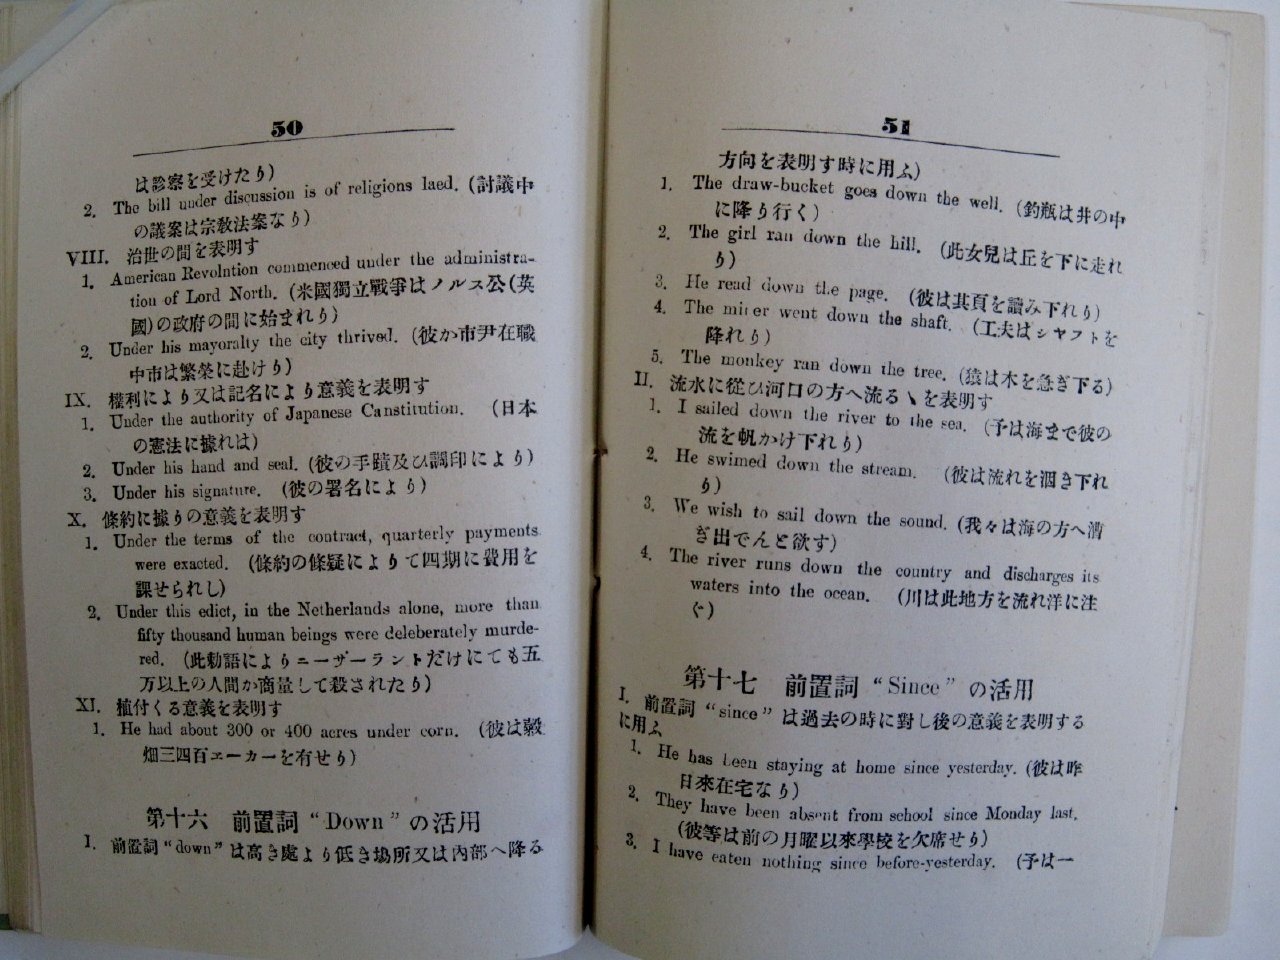 50
は診察を受けたり)
2. The bill under discussion is of religions laed. (討議中
の議案は宗敎法案なり)
VIII. 治世の間を表明す
1. American Revolntion commenced under the administra-
tion of Lord North. (米國獨立戰爭はノルス公(英
國)の政府の間に始まれり)
2. Under his mayoralty the city thrived. (彼か市尹在職
中市は繁榮に赴けり)
IX. 權利により又は記名により意義を表明す
1. Under the authority of Japanese Canstitution. (日本
の憲法に據れは)
2. Under his hand and seal. (彼の手蹟及ひ調印により)
3. Under his signature. (彼の署名により)
X. 條約に據りの意義を表明す
1. Under the terms of the contract, quarterly payments
were exacted. (條約の條疑によりて四期に費用を
課せられし)
2. Under this edict, in the Netherlands alone, more than
fifty thousand human beings were deleberately murde-
red. (此勅語によりニーザーラントだけにても五
万以上の人間か商量して殺されたり)
XI. 植付くる意義を表明す
1. He had about 300 or 400 acres under corn. (彼は穀
畑三四百エーカーを有せり)
第十六 前置詞 “Down” の活用
I. 前置詞 “down” は高き處より低き塲所又は內部へ降る
51
方向を表明す時に用ふ)
1. The draw-bucket goes down the well. (釣瓶は井の中
に降り行く)
2. The girl ran down the hill. (此女兒は丘を下に走れ
り)
3. He read down the page. (彼は其頁を讀み下れり)
4. The miner went down the shaft. (工夫はシヤフトを
降れり)
5. The monkey ran down the tree. (猿は木を急ぎ下る)
II. 流水に從ひ河口の方へ流るゝを表明す
1. I sailed down the river to the sea. (予は海まで彼の
流を帆かけ下れり)
2. He swimed down the stream. (彼は流れを泅き下れ
り)
3. We wish to sail down the sound. (我々は海の方へ漕
ぎ出でんと欲す)
4. The river runs down the country and discharges its
waters into the ocean. (川は此地方を流れ洋に注
ぐ)
第十七 前置詞 “Since” の活用
I. 前置詞 “since” は過去の時に對し後の意義を表明する
に用ふ
1. He has been staying at home since yesterday. (彼は昨
日來在宅なり)
2. They have been absent from school since Monday last.
(彼等は前の月曜以來學校を欠席せり)
3. I have eaten nothing since before-yesterday. (予は一